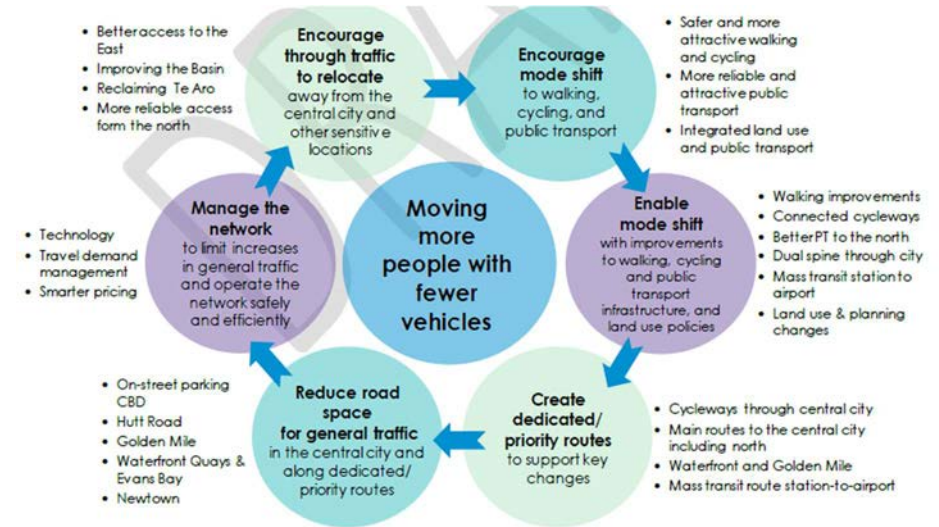 • Better access to the
East
• Improving the Basin
• Reclaiming Te Aro
• More reliable access
form the north
Encourage
through traffic
to relocate
away from the
central city and
other sensitive
locations
Encourage
mode shift
to walking,
cycling, and
public transport
• Safer and more
attractive walking
and cycling
• More reliable and
attractive public
transport
• Integrated land use
and public transport
• Technology
• Travel demand
management
• Smarter pricing
Manage the
network
to limit increases
in general traffic
and operate the
network safely
and efficiently
Moving
more
people with
fewer
vehicles
Enable
mode shift
with improvements
to walking, cycling
and public
transport
infrastructure, and
land use policies
• Walking improvements
• Connected cycleways
• Better PT to the north
• Dual spine through city
• Mass transit station to
airport
• Land use & planning
changes
• On-street parking
CBD
• Hutt Road
• Golden Mile
• Waterfront Quays &
Evans Bay
• Newtown
Reduce road
space
for general traffic
in the central city and
along dedicated/
priority routes
Create
dedicated/
priority routes
to support key
changes
• Cycleways through central city
• Main routes to the central city
including north
• Waterfront and Golden Mile
• Mass transit route station-to-airport